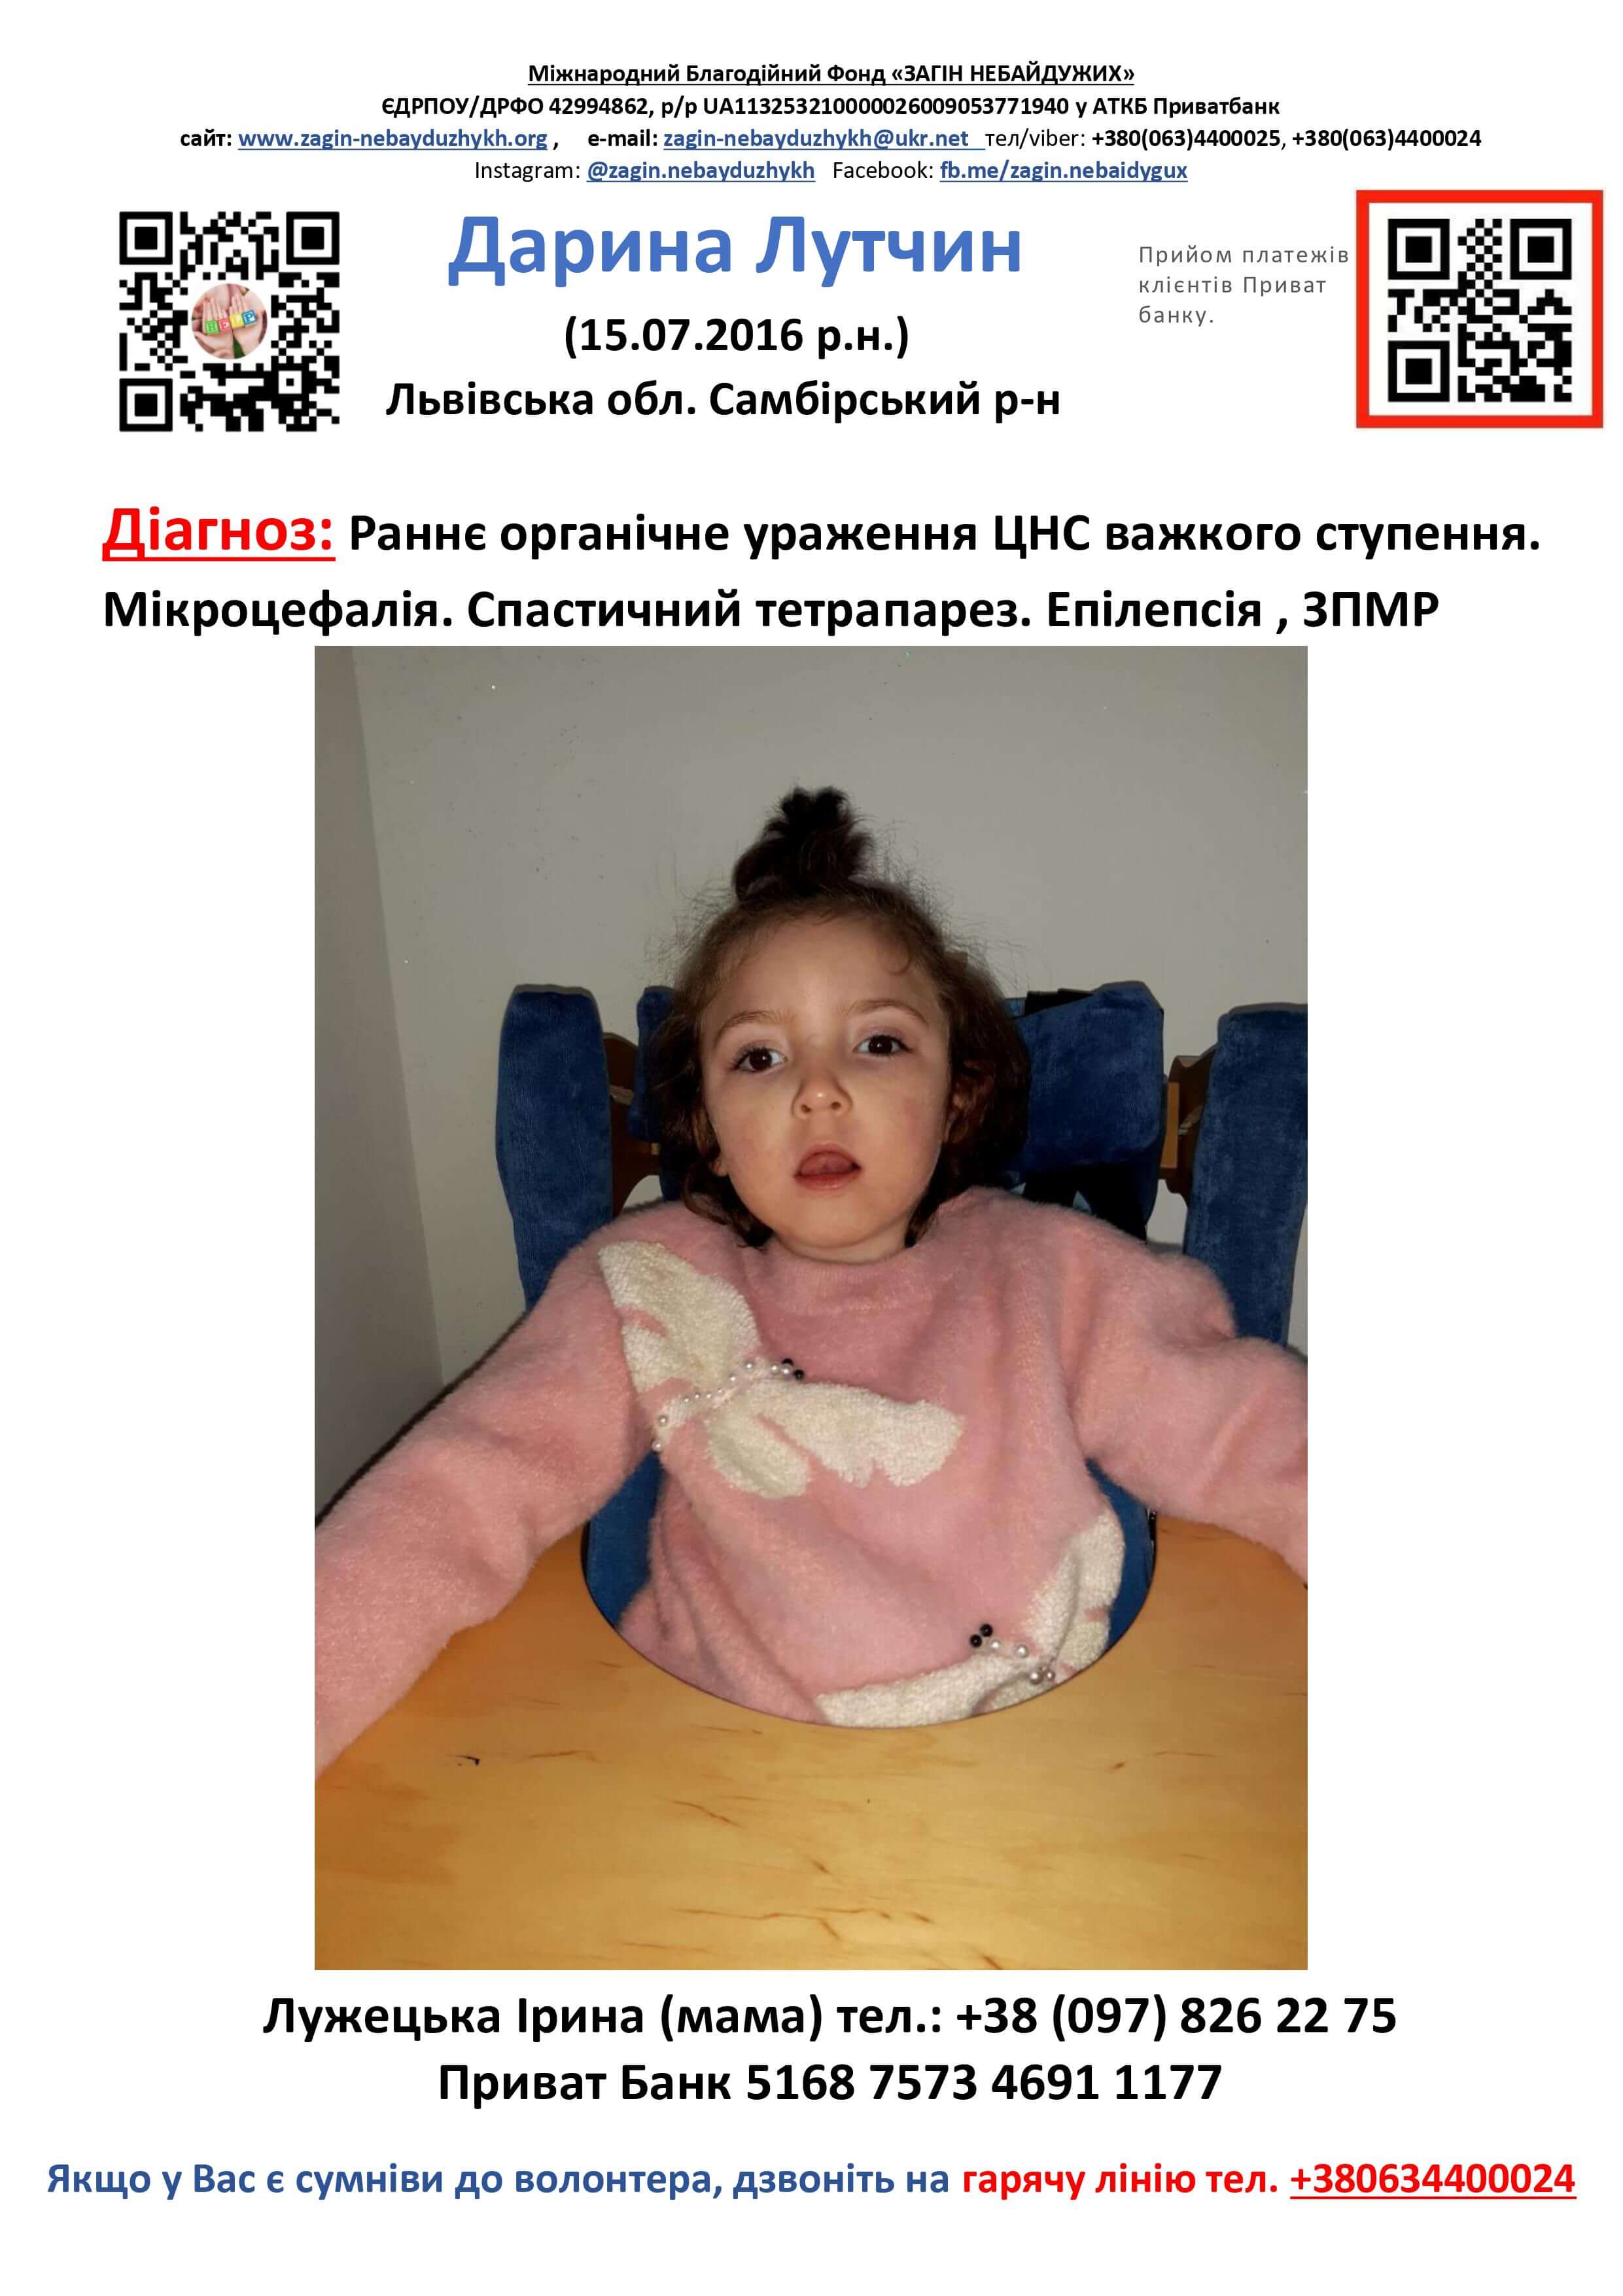 Міжнародний Благодійний Фонд «ЗАГІН НЕБАЙДУЖИХ»
ЄДРПОУ/ДРФО 42994862, р/р UA113253210000026009053771940 у АТКБ Приватбанк
сайт: www.zagin-nebayduzhykh.org , e-mail: zagin-nebayduzhykh@ukr.net тел/viber: +380(063)4400025, +380(063)4400024
Instagram: @zagin.nebayduzhykh Facebook: fb.me/zagin.nebaidygux
Дарина Лутчин
(15.07.2016 р.н.)
Львівська обл. Самбірський р-н
HELP
Прийом платежів
клієнтів Приват
банку.
Діагноз: Раннє органічне ураження ЦНС важкого ступення.
Мікроцефалія. Спастичний тетрапарез. Епілепсія , ЗПМР
Лужецька Ірина (мама) тел.: +38 (097) 826 22 75
Приват Банк 5168 7573 4691 1177
Якщо у Вас є сумніви до волонтера, дзвоніть на гарячу лінію тел. +380634400024